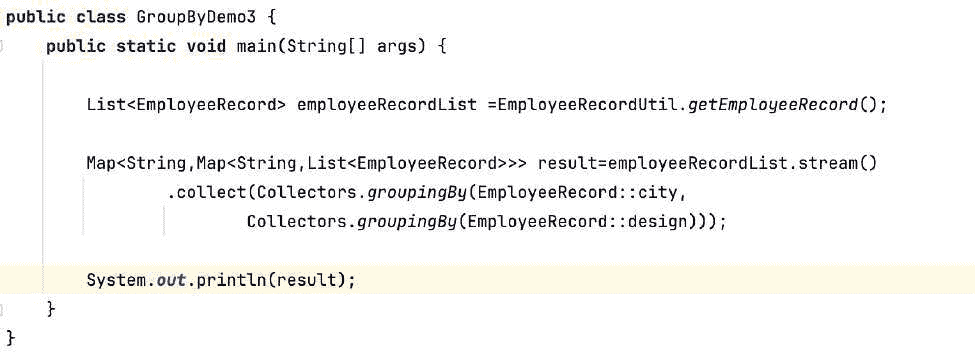 public class GroupByDemo3 {
public static void main(String[] args) {
List<EmployeeRecord> employeeRecordList =EmployeeRecordUtil.getEmployeeRecord();
Map<String,Map<String,List<EmployeeRecord>>> result=employeeRecordList.stream()
.collect(Collectors.groupingBy(EmployeeRecord::city,
Collectors.groupingBy(EmployeeRecord::design)));
System.out.println(result);
}
}